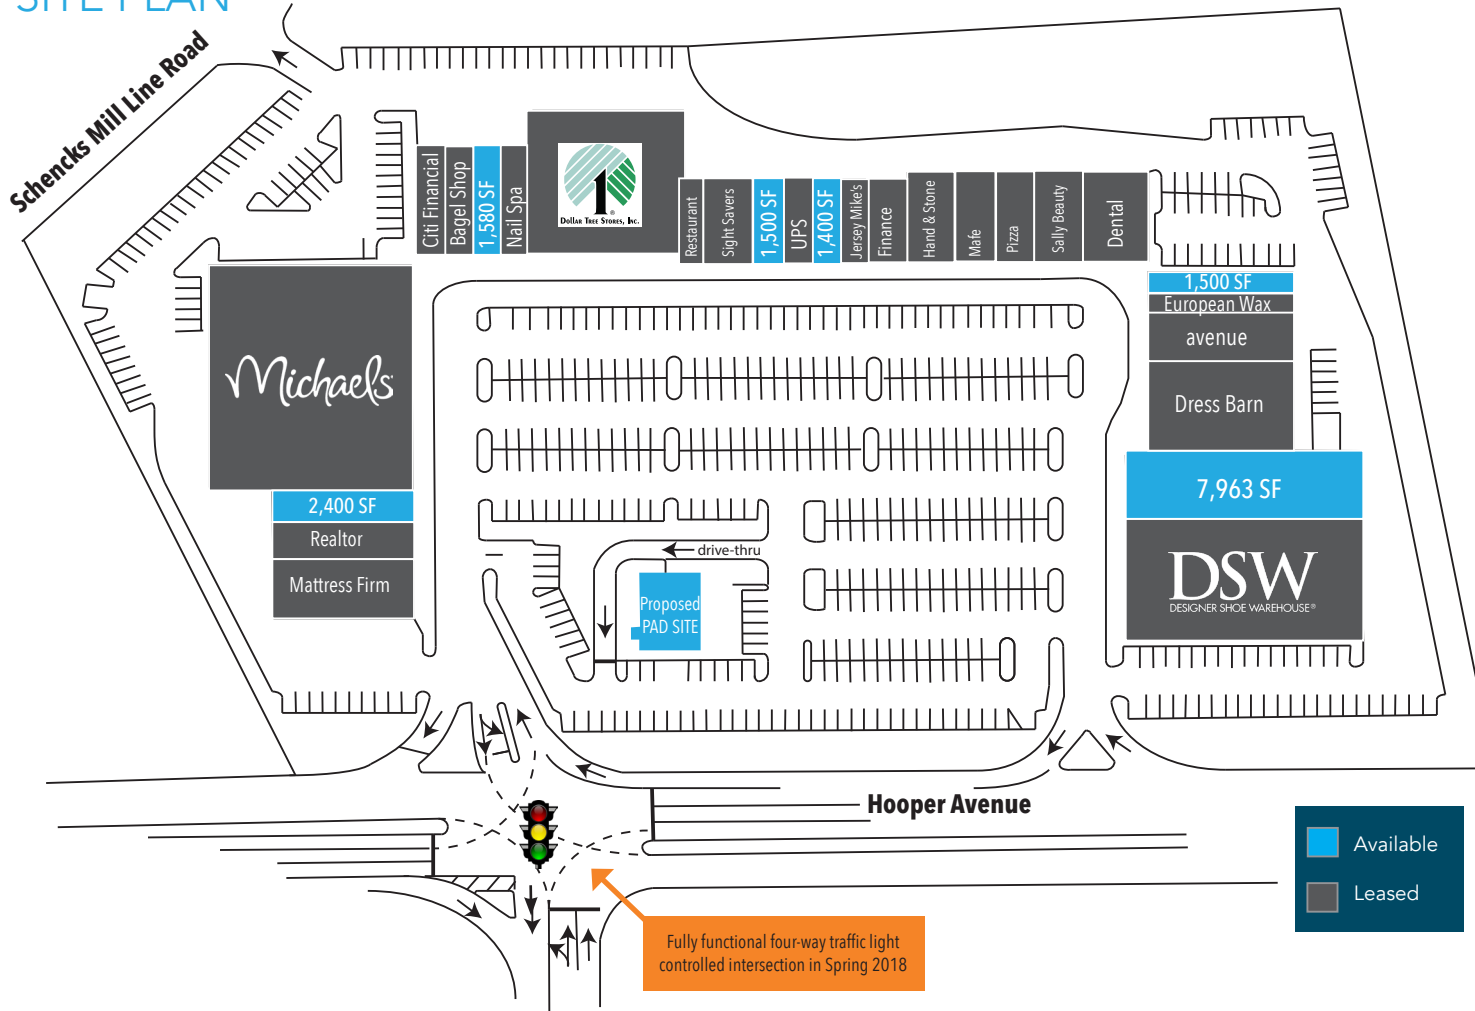 SITE PLAN
Schencks Mill Line Road
Citi Financial
Bagel Shop
1,580 SF
Nail Spa
1
®
Dollar Tree Stores, Inc.
Restaurant
Sight Savers
1,500 SF
UPS
1,400 SF
Jersey Mike's
Finance
Hand & Stone
Mafe
Pizza
Sally Beauty
Dental
1,500 SF
European Wax
avenue
Dress Barn
7,963 SF
DSW
DESIGNER SHOE WAREHOUSE®
Michaels
2,400 SF
Realtor
Mattress Firm
drive-thru
Proposed
PAD SITE
Hooper Avenue
Available
Leased
Fully functional four-way traffic light
controlled intersection in Spring 2018